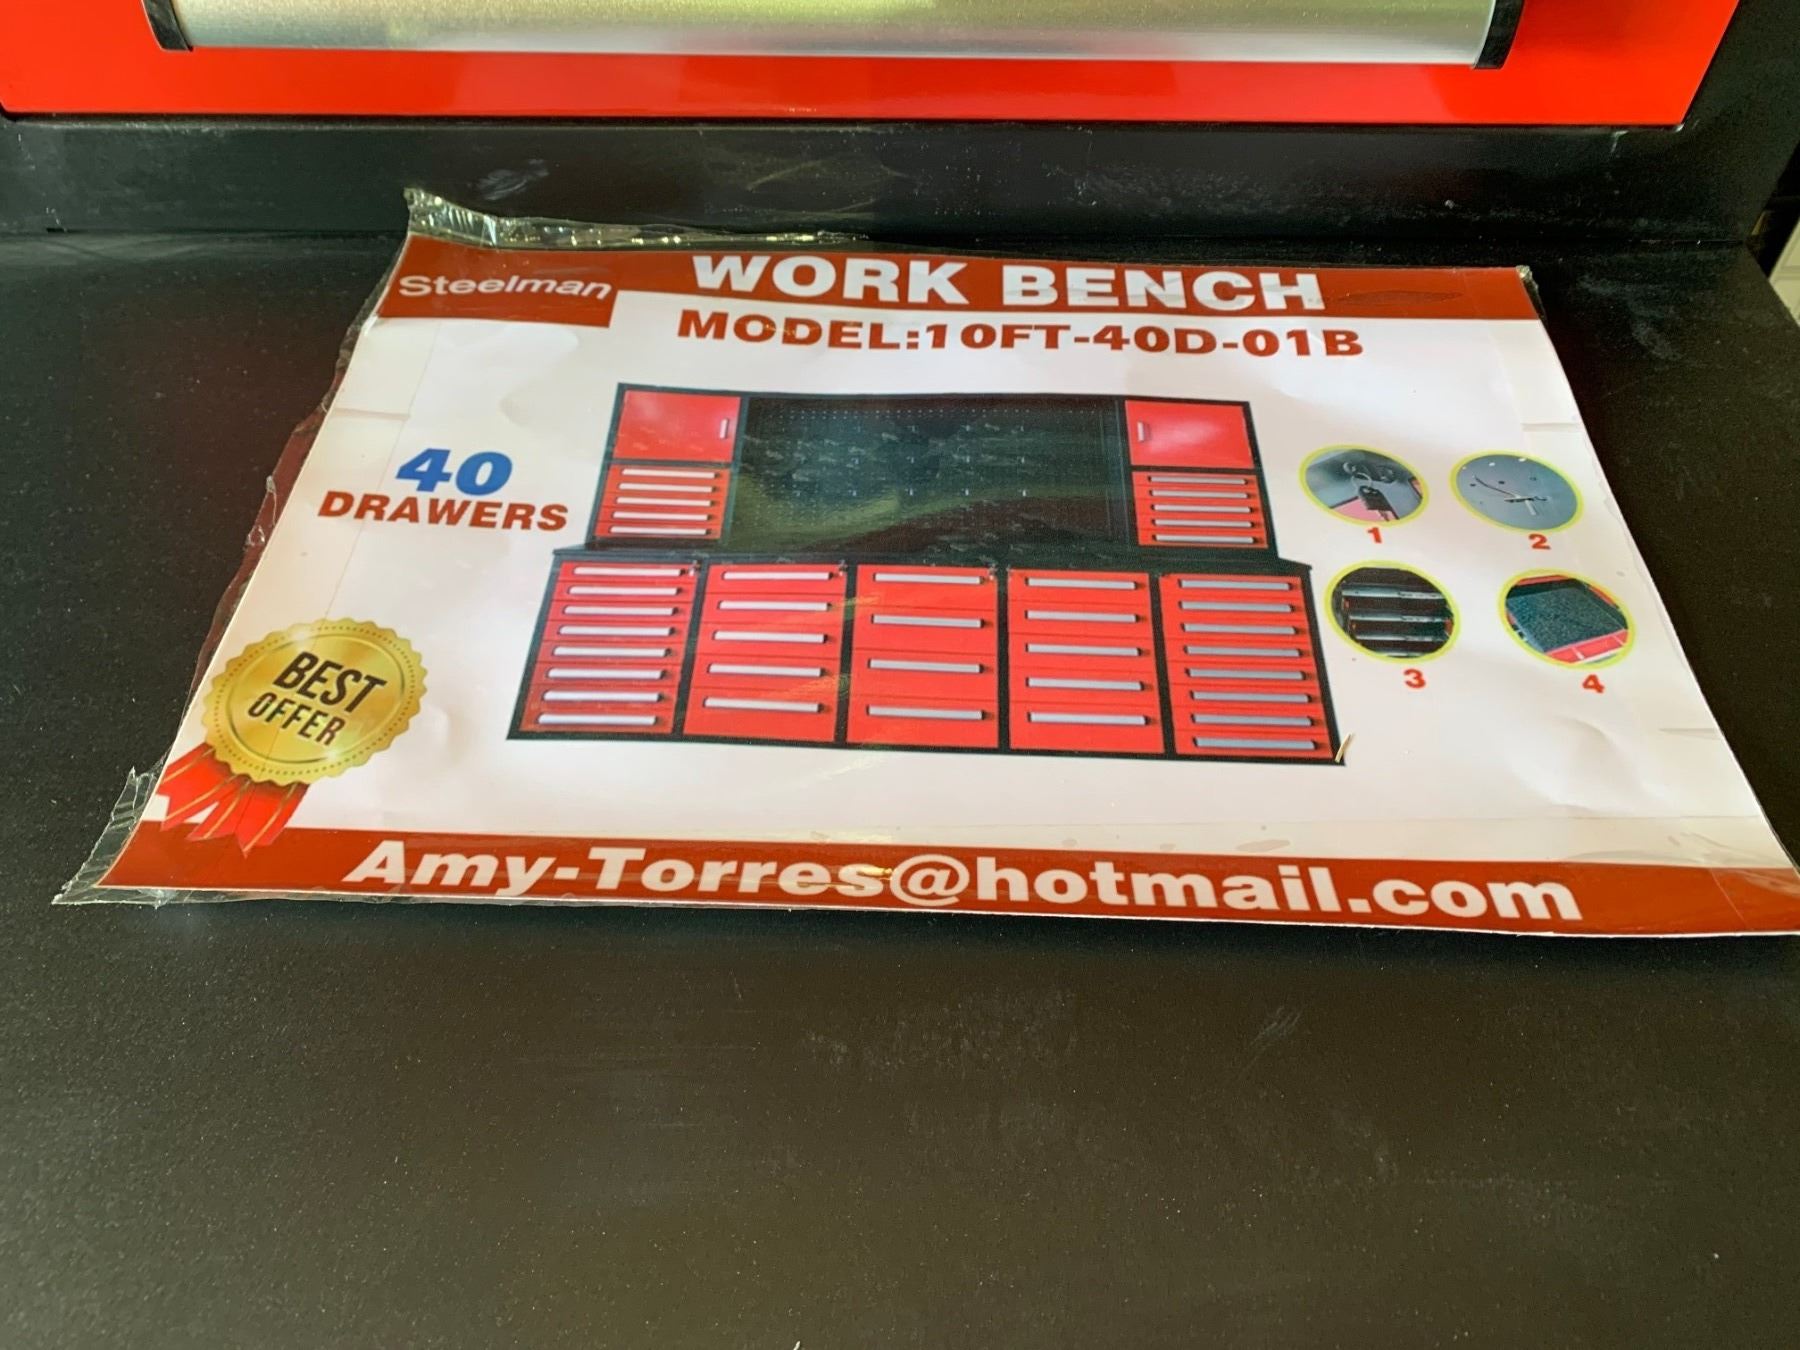 Steelman
WORK BENCH
MODEL:10FT-40D-01B
40
DRAWERS
1
2
3
4
BEST
OFFER
Amy-Torres@hotmail.com